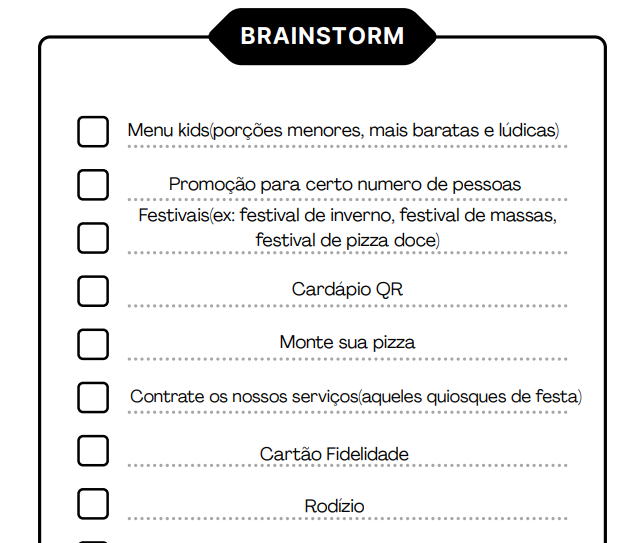 BRAINSTORM
Menu kids(porções menores, mais baratas e lúdicas)
Promoção para certo numero de pessoas
Festivais(ex: festival de inverno, festival de massas,
festival de pizza doce)
Cardápio QR
Monte sua pizza
Contrate os nossos serviços(aqueles quiosques de festa)
Cartão Fidelidade
Rodízio